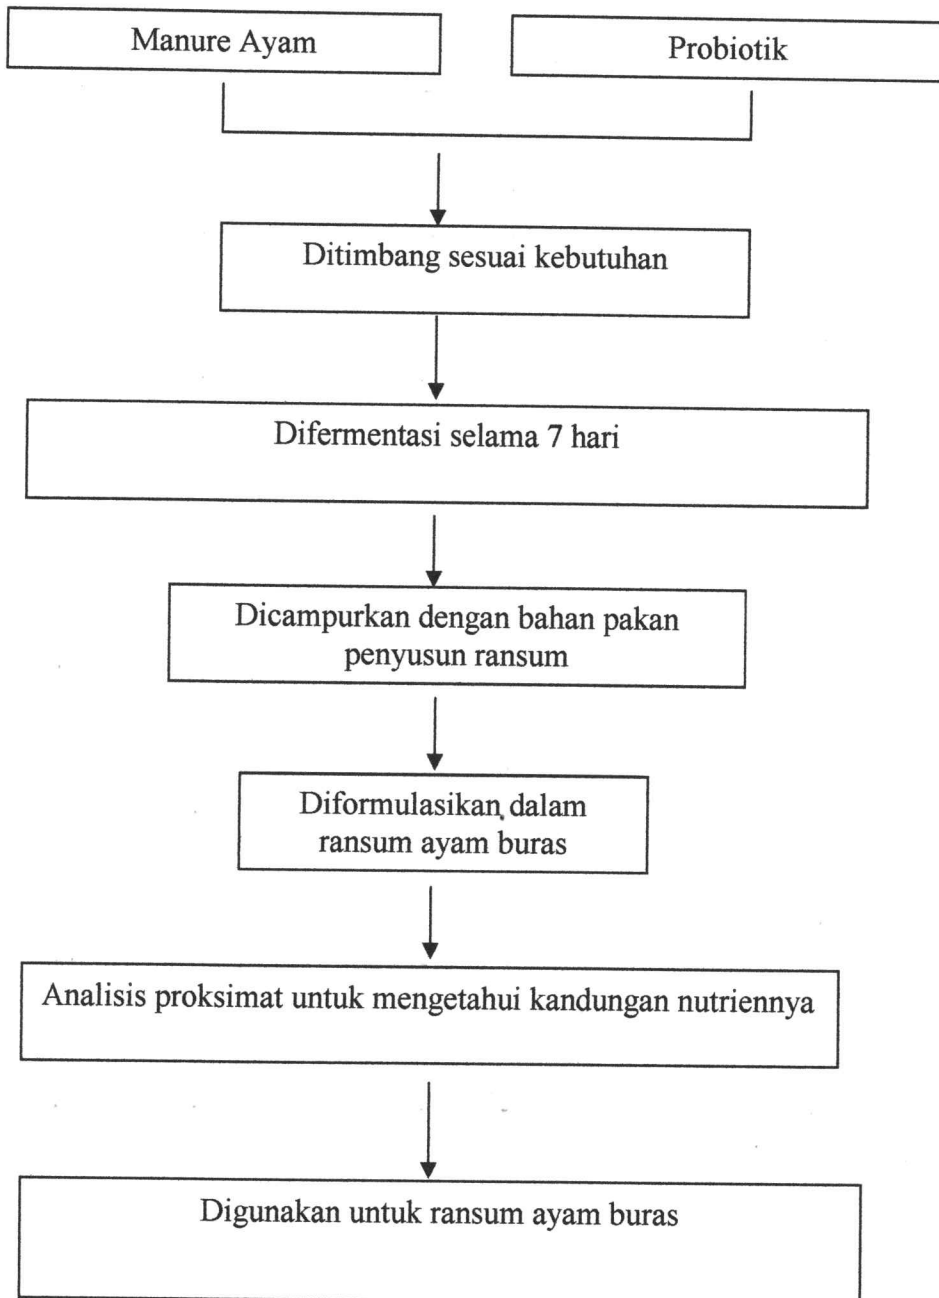 Manure Ayam
Probiotik
Ditimbang sesuai kebutuhan
Difermentasi selama 7 hari
Dicampurkan dengan bahan pakan
penyusun ransum
Diformulasikan dalam
ransum ayam buras
Analisis proksimat untuk mengetahui kandungan nutriennya
Digunakan untuk ransum ayam buras